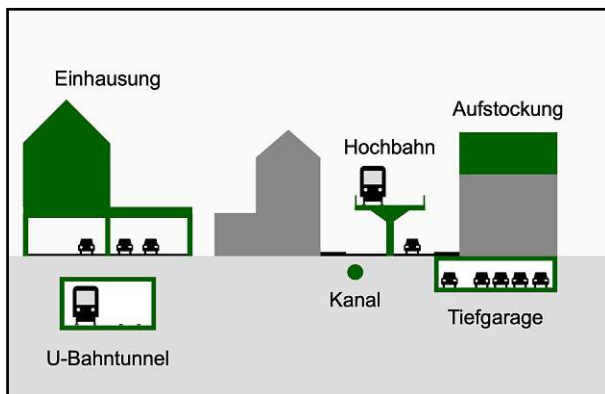 Einhausung
Aufstockung
Hochbahn
Kanal
Tiefgarage
U-Bahntunnel